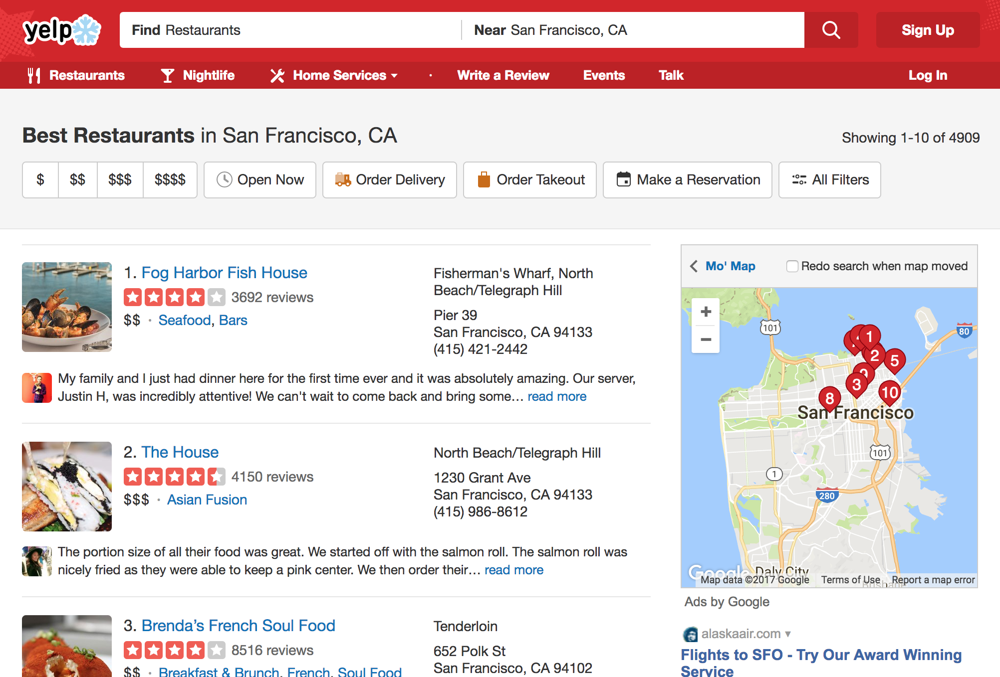 yelp
Find Restaurants
Near San Francisco, CA
Sign Up
Restaurants
Nightlife
Home Services
·
Write a Review
Events
Talk
Log In
Best Restaurants in San Francisco, CA
Showing 1-10 of 4909
$
$$
$$$
$$$$
Open Now
Order Delivery
Order Takeout
Make a Reservation
All Filters
1. Fog Harbor Fish House
3692 reviews
$$ · Seafood, Bars
Fisherman's Wharf, North
Beach/Telegraph Hill
Pier 39
San Francisco, CA 94133
(415) 421-2442
My family and I just had dinner here for the first time ever and it was absolutely amazing. Our server,
Justin H, was incredibly attentive! We can't wait to come back and bring some… read more
2. The House
4150 reviews
$$$ · Asian Fusion
North Beach/Telegraph Hill
1230 Grant Ave
San Francisco, CA 94133
(415) 986-8612
The portion size of all their food was great. We started off with the salmon roll. The salmon roll was
nicely fried as they were able to keep a pink center. We then order their… read more
3. Brenda’s French Soul Food
8516 reviews
$$ · Breakfast & Brunch, French, Soul Food
Tenderloin
652 Polk St
San Francisco, CA 94102
Mo' Map
Redo search when map moved
+
−
101
80
1
2
5
9
3
10
8
San Francisco
101
1
280
Daly City
Brisbane
Google
Map data ©2017 Google
Terms of Use
Report a map error
Ads by Google
alaskaair.com
Flights to SFO - Try Our Award Winning
Service